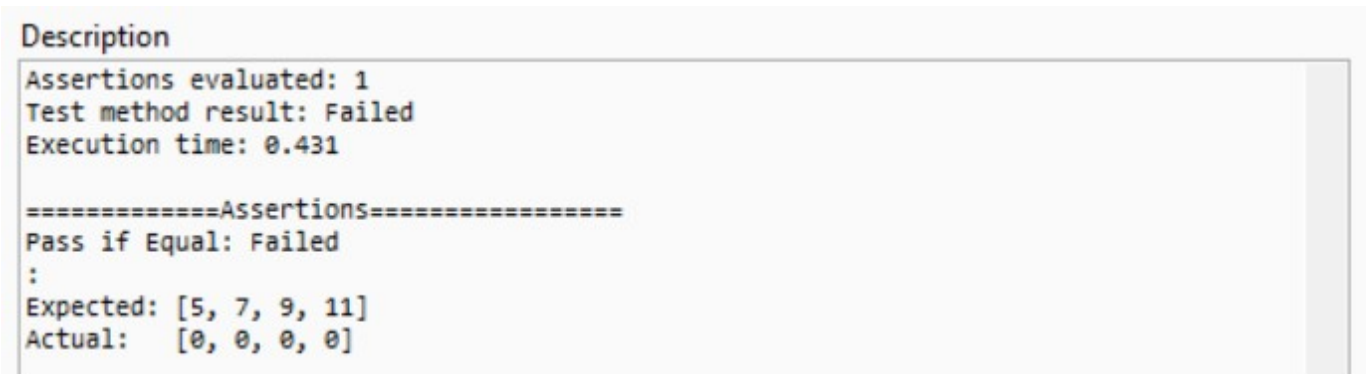 Description
Assertions evaluated: 1
Test method result: Failed
Execution time: 0.431
=============Assertions=================
Pass if Equal: Failed
:
Expected: [5, 7, 9, 11]
Actual:   [0, 0, 0, 0]